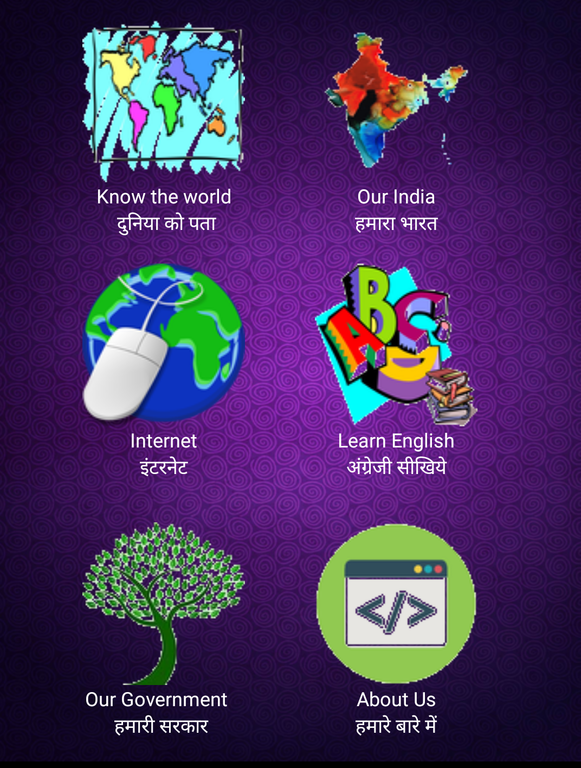 Know the world
दुनिया को पता
Our India
हमारा भारत
A B C D
Internet
इंटरनेट
Learn English
अंग्रेजी सीखिये
</>
Our Government
हमारी सरकार
About Us
हमारे बारे में